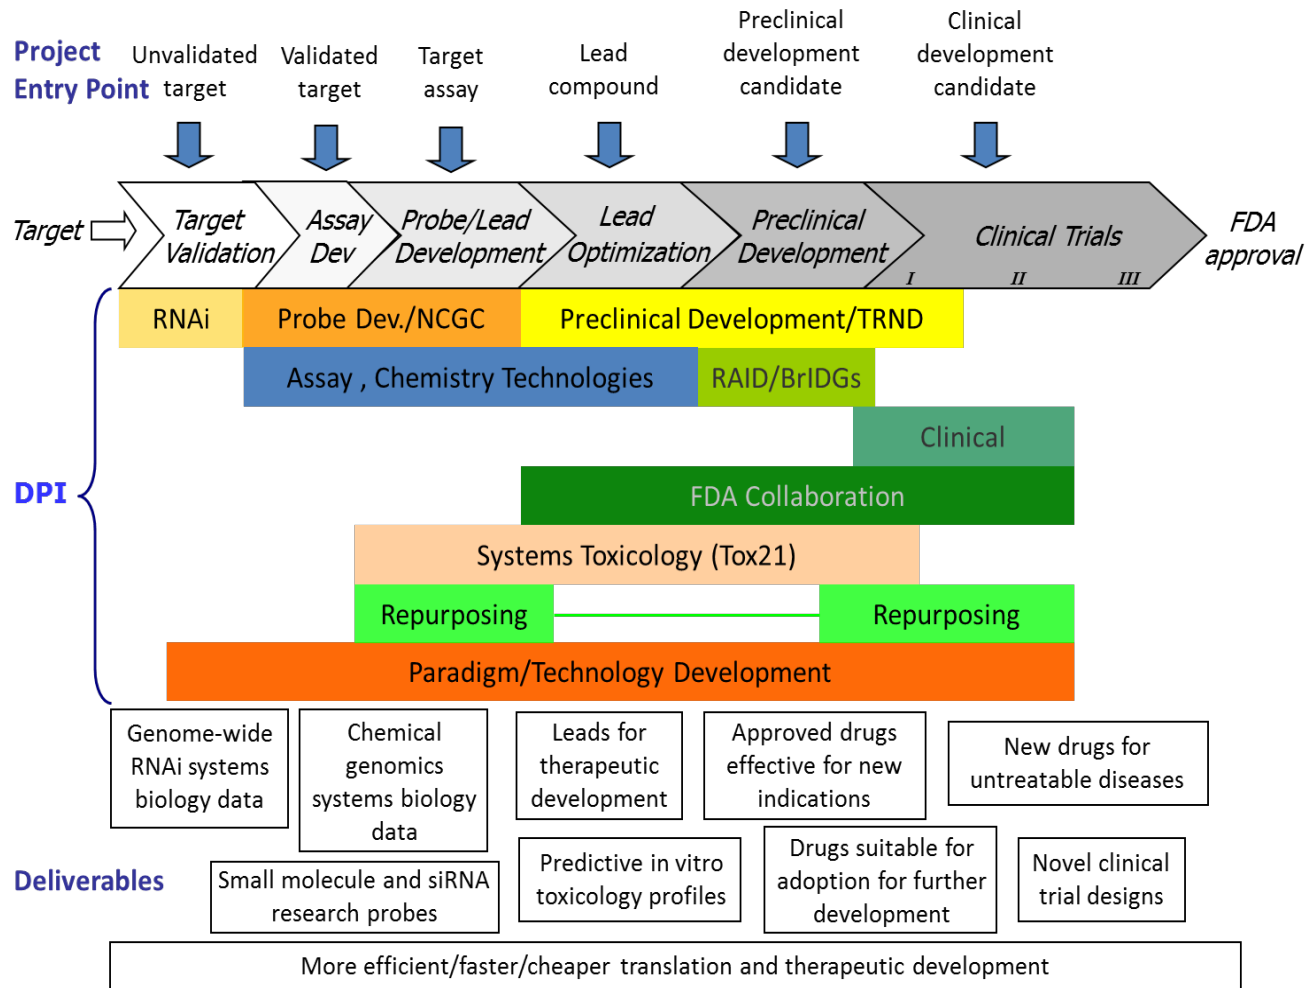 Project
Entry Point
Unvalidated
target
Validated
target
Target
assay
Lead
compound
Preclinical
development
candidate
Clinical
development
candidate
Target
Target
Validation
Assay
Dev
Probe/Lead
Development
Lead
Optimization
Preclinical
Development
Clinical Trials
I
II
III
FDA
approval
DPI
RNAi
Probe Dev./NCGC
Preclinical Development/TRND
Assay , Chemistry Technologies
RAID/BrIDGs
Clinical
FDA Collaboration
Systems Toxicology (Tox21)
Repurposing
Repurposing
Paradigm/Technology Development
Deliverables
Genome-wide
RNAi systems
biology data
Chemical
genomics
systems biology
data
Leads for
therapeutic
development
Approved drugs
effective for new
indications
New drugs for
untreatable diseases
Small molecule and siRNA
research probes
Predictive in vitro
toxicology profiles
Drugs suitable for
adoption for further
development
Novel clinical
trial designs
More efficient/faster/cheaper translation and therapeutic development